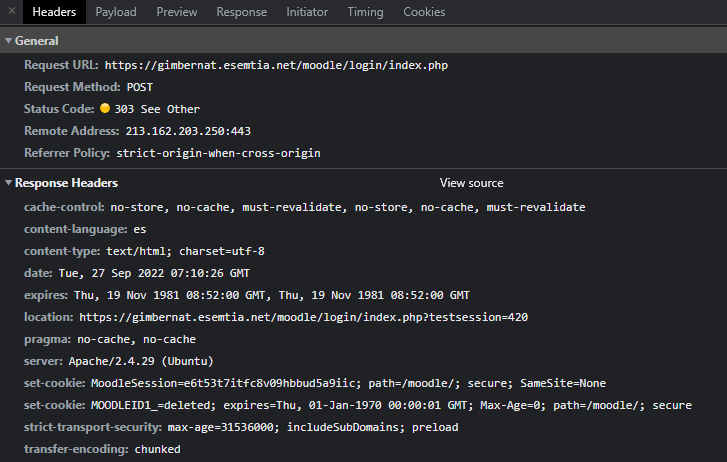 × Headers Payload Preview Response Initiator Timing Cookies
General
Request URL: https://gimbernat.esemtia.net/moodle/login/index.php
Request Method: POST
Status Code: 303 See Other
Remote Address: 213.162.203.250:443
Referrer Policy: strict-origin-when-cross-origin
Response Headers View source
cache-control: no-store, no-cache, must-revalidate, no-store, no-cache, must-revalidate
content-language: es
content-type: text/html; charset=utf-8
date: Tue, 27 Sep 2022 07:10:26 GMT
expires: Thu, 19 Nov 1981 08:52:00 GMT, Thu, 19 Nov 1981 08:52:00 GMT
location: https://gimbernat.esemtia.net/moodle/login/index.php?testsession=420
pragma: no-cache, no-cache
server: Apache/2.4.29 (Ubuntu)
set-cookie: MoodleSession=e6t53t7itfc8v09hbbud5a9iic; path=/moodle/; secure; SameSite=None
set-cookie: MOODLEID1_=deleted; expires=Thu, 01-Jan-1970 00:00:01 GMT; Max-Age=0; path=/moodle/; secure
strict-transport-security: max-age=31536000; includeSubDomains; preload
transfer-encoding: chunked